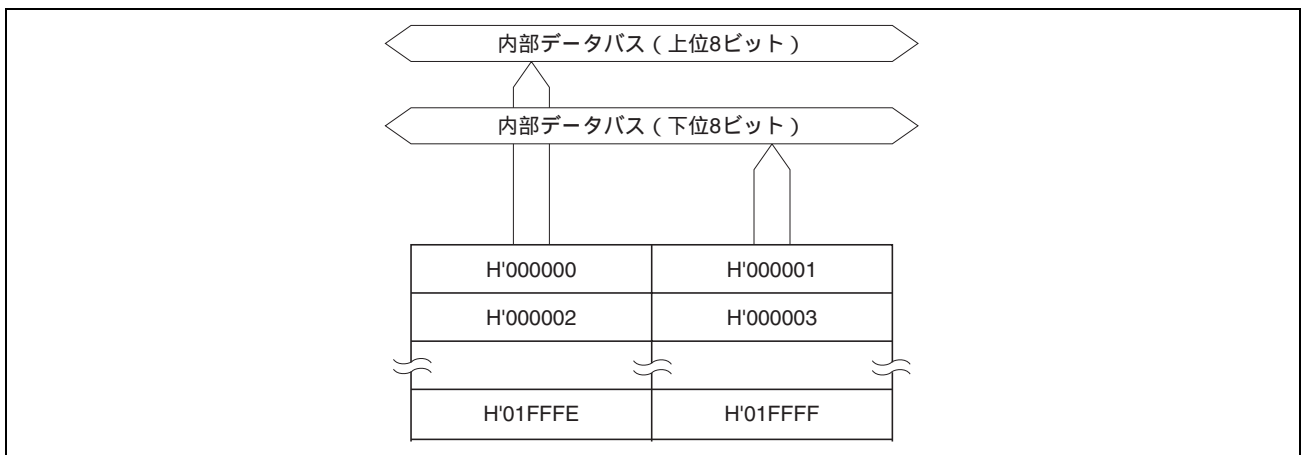 内部データバス（上位8ビット）
内部データバス（下位8ビット）
H'000000 H'000001
H'000002 H'000003
H'01FFFE H'01FFFF